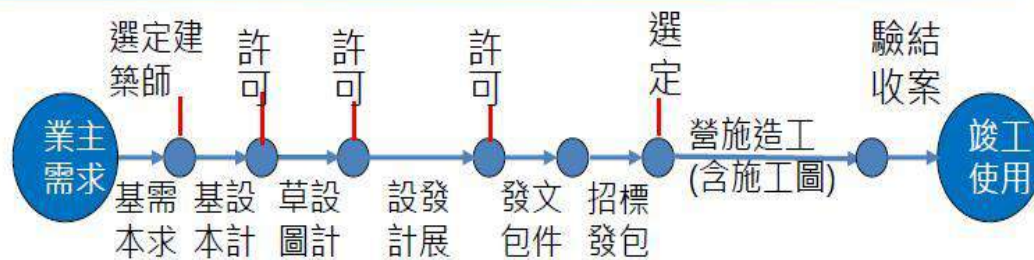 選定建
築師
許
可
許
可
許
可
選
定
驗結
收案
業主
需求
營施造工
(含施工圖)
竣工
使用
基需
本求
基設
本計
草設
圖計
設發
計展
發文
包件
招標
發包